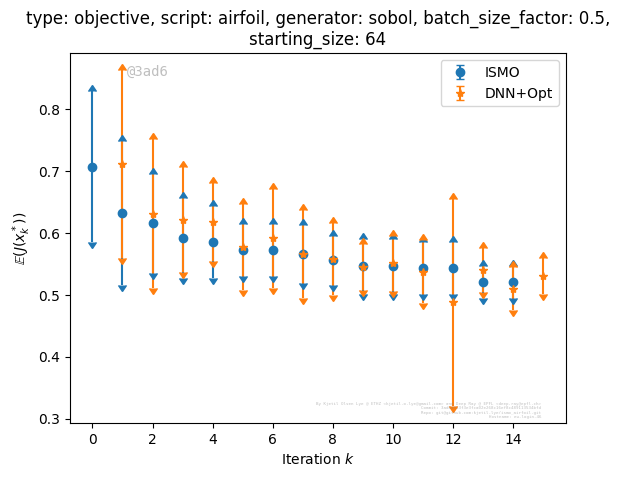 type: objective, script: airfoil, generator: sobol, batch_size_factor: 0.5,
starting_size: 64
@3ad6
ISMO
DNN+Opt
0.8
0.7
0.6
0.5
0.4
0.3
𝔼(J(x*ₖ))
0 2 4 6 8 10 12 14
Iteration k